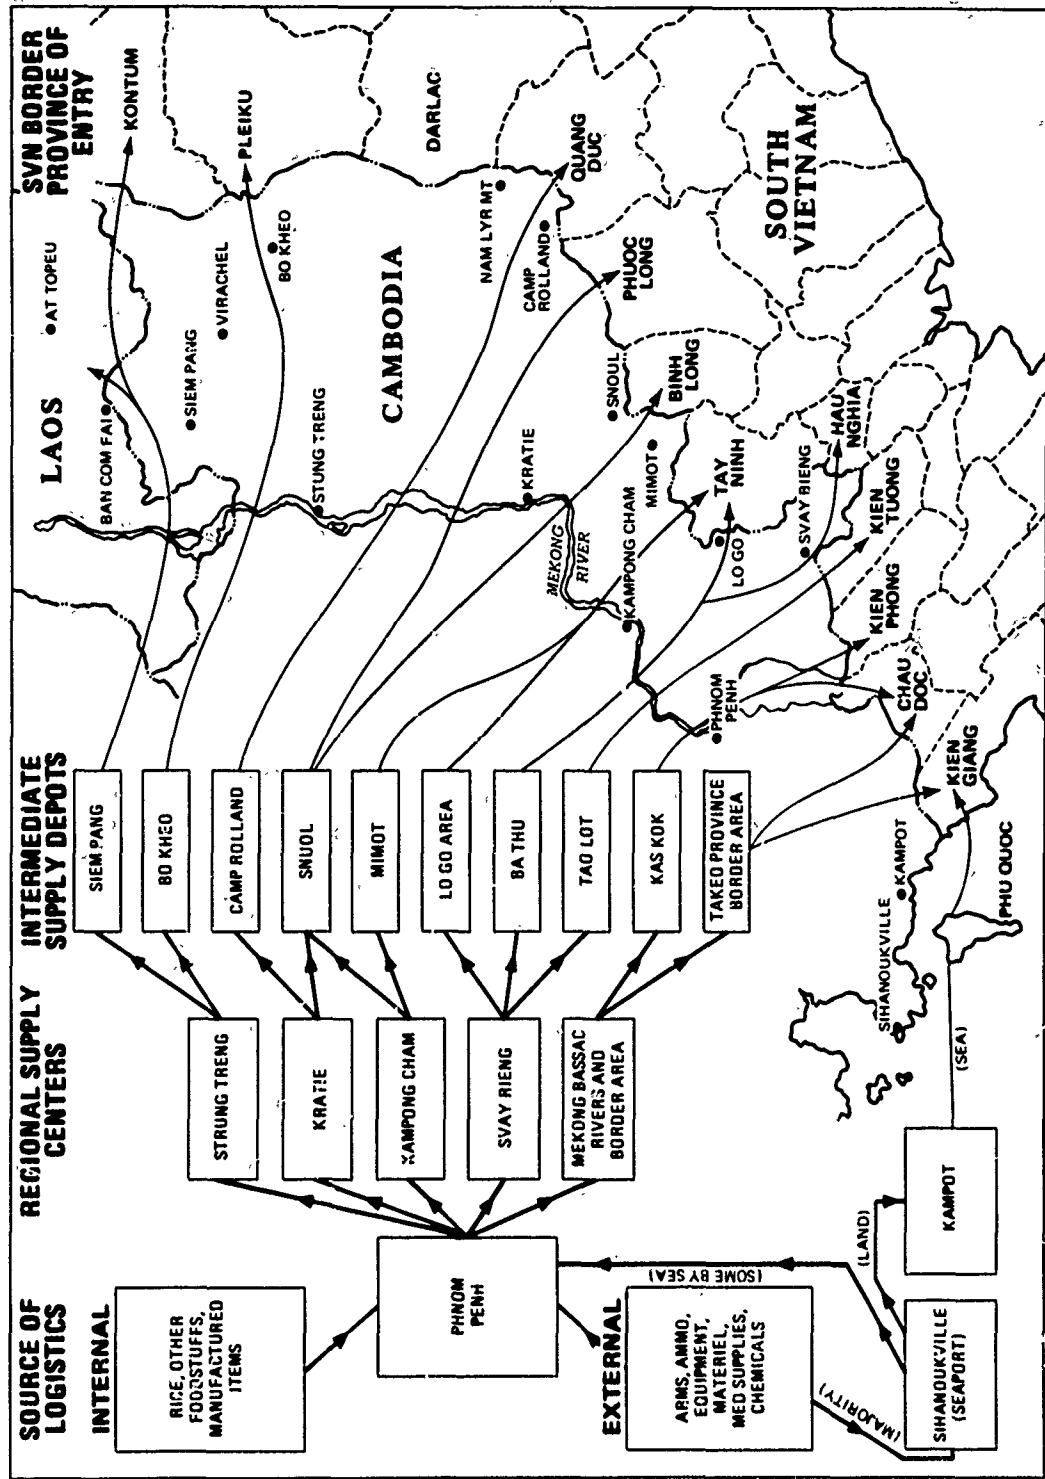 SOURCE OF
LOGISTICS
REGIONAL SUPPLY
CENTERS
INTERMEDIATE
SUPPLY DEPOTS
SVN BORDER
PROVINCE OF
ENTRY
INTERNAL
RICE, OTHER
FOODSTUFFS,
MANUFACTURED
ITEMS
PHNOM
PENH
EXTERNAL
ARMS, AMMO,
EQUIPMENT,
MATERIEL,
MED SUPPLIES,
CHEMICALS
(MAJORITY)
SIHANOUKVILLE
(SEAPORT)
(SOME BY SEA)
(LAND)
KAMPOT
(SEA)
STRUNG TRENG
KRATIE
KAMPONG CHAM
SVAY RIENG
MEKONG BASSAC
RIVERS AND
BORDER AREA
SIEM PANG
BO KHEO
CAMP ROLLAND
SNUOL
MIMOT
LO GO AREA
BA THU
TAO LOT
KAS KOK
TAKEO PROVINCE
BORDER AREA
LAOS
AT TOPEU
KONTUM
BAN COM FAI
SIEM PANG
VIRACHEL
PLEIKU
BO KHEO
STUNG TRENG
CAMBODIA
DARLAC
NAM LYR MT
CAMP
ROLLAND
QUANG
DUC
KRATIE
MEKONG
RIVER
SNOUL
PHUOC
LONG
KAMPONG CHAM
MIMOT
BINH
LONG
PHNOM
PENH
LO GO
TAY
NINH
SOUTH
VIETNAM
SVAY RIENG
HAU
NGHIA
KIEN
TUONG
KIEN
PHONG
CHAU
DOC
KIEN
GIANG
SIHANOUKVILLE
KAMPOT
PHU QUOC